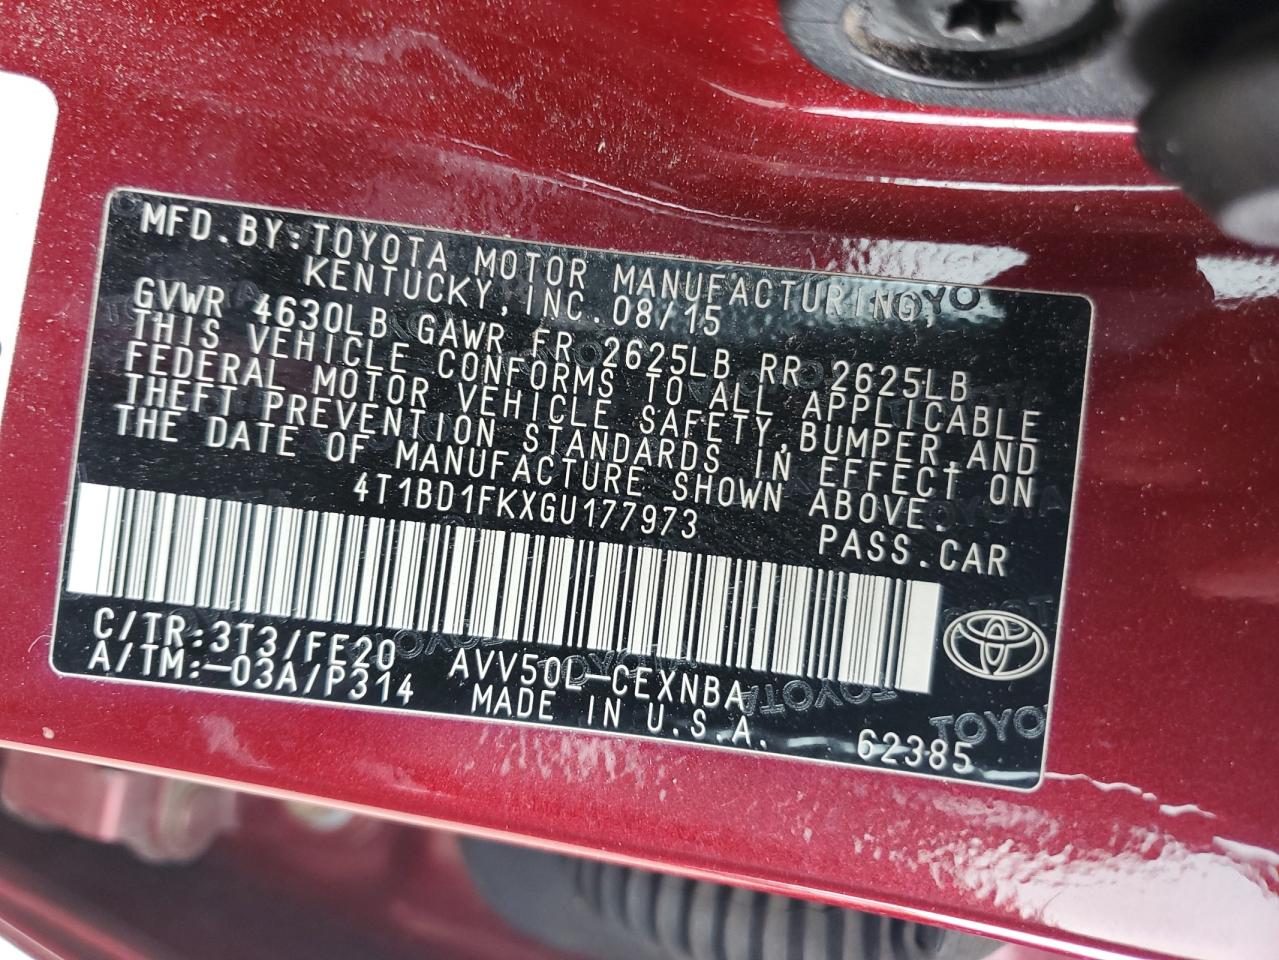 MFD.BY:TOYOTA MOTOR MANUFACTURING,
KENTUCKY,INC. 08/15
GVWR 4630LB GAWR FR 2625LB RR 2625LB
THIS VEHICLE CONFORMS TO ALL APPLICABLE
FEDERAL MOTOR VEHICLE SAFETY,BUMPER AND
THEFT PREVENTION STANDARDS IN EFFECT ON
THE DATE OF MANUFACTURE SHOWN ABOVE.
4T1BD1FKXGU177973 PASS.CAR
C/TR:3T3/FE20 AVV50L-CEXNBA
A/TM:-03A/P314 MADE IN U.S.A.
62385
TOYO